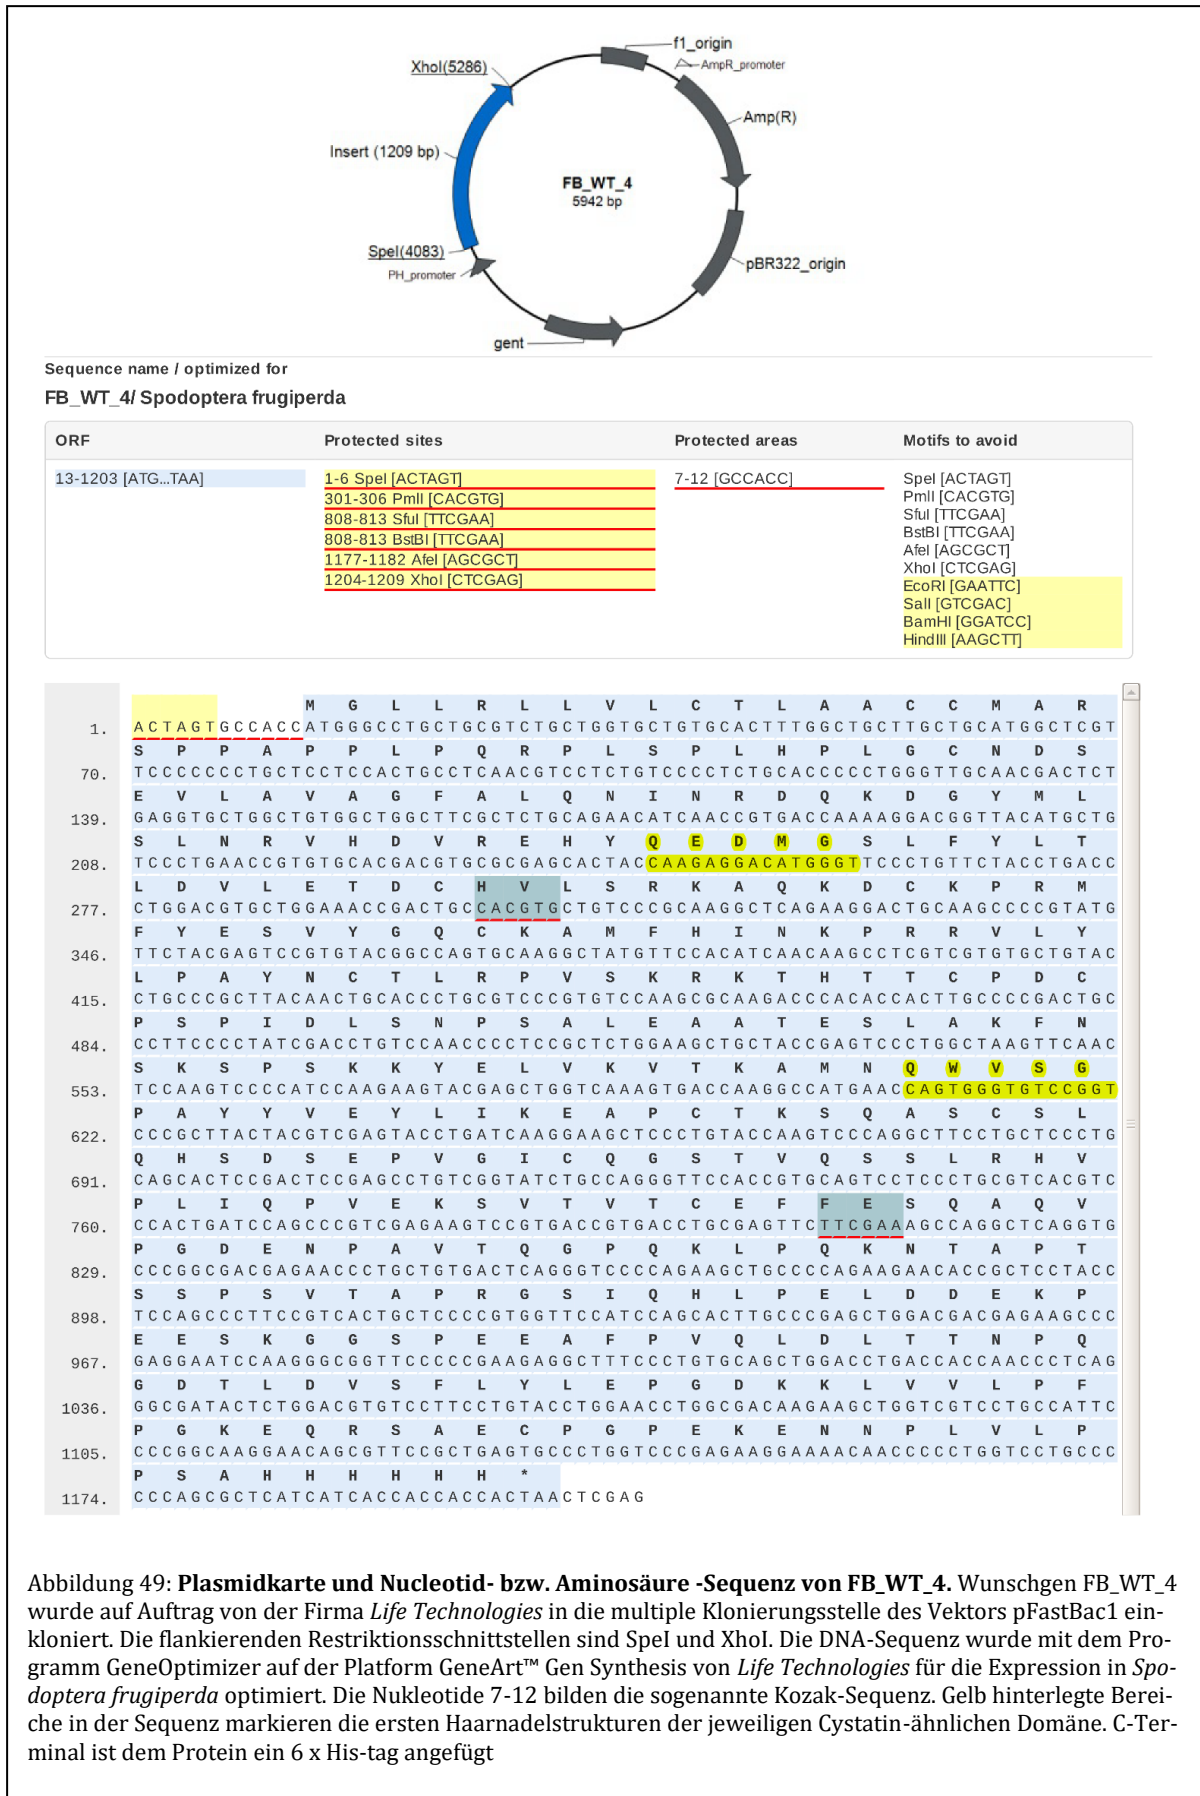 f1_origin
XhoI(5286)
AmpR_promoter
Amp(R)
Insert (1209 bp)
FB_WT_4
5942 bp
SpeI(4083)
PH_promoter
pBR322_origin
gent
Sequence name / optimized for
FB_WT_4/ Spodoptera frugiperda
ORF Protected sites Protected areas Motifs to avoid
13-1203 [ATG...TAA] 1-6 SpeI [ACTAGT] 7-12 [GCCACC] SpeI [ACTAGT]
301-306 PmlI [CACGTG] PmlI [CACGTG]
808-813 SfuI [TTCGAA] SfuI [TTCGAA]
808-813 BstBI [TTCGAA] BstBI [TTCGAA]
1177-1182 AfeI [AGCGCT] AfeI [AGCGCT]
1204-1209 XhoI [CTCGAG] XhoI [CTCGAG]
EcoRI [GAATTC]
SalI [GTCGAC]
BamHI [GGATCC]
HindIII [AAGCTT]
M G L L R L L V L C T L A A C C M A R
1. ACTAGTGCCACCATGGGCCTGCTGCGTCTGCTGGTGCTGTGCACTTTGGCTGCTTGCTGCATGGCTCGT
S P P A P P L P Q R P L S P L H P L G C N D S
70. TCCCCCCCTGCTCCTCCACTGCCTCAACGTCCTCTGTCCCCTCTGCACCCCCTGGGTTGCAACGACTCT
E V L A V A G F A L Q N I N R D Q K D G Y M L
139. GAGGTGCTGGCTGTGGCTGGCTTCGCTCTGCAGAACATCAACCGTGACCAAAAGGACGGTTACATGCTG
S L N R V H D V R E H Y Q E D M G S L F Y L T
208. TCCCTGAACCGTGTGCACGACGTGCGCGAGCACTACCAAGAGGACATGGGTTCCCTGTTCTACCTGACC
L D V L E T D C H V L S R K A Q K D C K P R M
277. CTGGACGTGCTGGAAACCGACTGCCACGTGCTGTCCCGCAAGGCTCAGAAGGACTGCAAGCCCCGTATG
F Y E S V Y G Q C K A M F H I N K P R R V L Y
346. TTCTACGAGTCCGTGTACGGCCAGTGCAAGGCTATGTTCCACATCAACAAGCCTCGTCGTGTGCTGTAC
L P A Y N C T L R P V S K R K T H T T C P D C
415. CTGCCCGCTTACAACTGCACCCTGCGTCCCGTGTCCAAGCGCAAGACCCACACCACTTGCCCCGACTGC
P S P I D L S N P S A L E A A T E S L A K F N
484. CCTTCCCCTATCGACCTGTCCAACCCCTCCGCTCTGGAAGCTGCTACCGAGTCCCTGGCTAAGTTCAAC
S K S P S K K Y E L V K V T K A M N Q W V S G
553. TCCAAGTCCCCATCCAAGAAGTACGAGCTGGTCAAAGTGACCAAGGCCATGAACCAGTGGGTGTCCGGT
P A Y Y V E Y L I K E A P C T K S Q A S C S L
622. CCCGCTTACTACGTCGAGTACCTGATCAAGGAAGCTCCCTGTACCAAGTCCCAGGCTTCCTGCTCCCTG
Q H S D S E P V G I C Q G S T V Q S S L R H V
691. CAGCACTCCGACTCCGAGCCTGTCGGTATCTGCCAGGGTTCCACCGTGCAGTCCTCCCTGCGTCACGTC
P L I Q P V E K S V T V T C E F F E S Q A Q V
760. CCACTGATCCAGCCCGTCGAGAAGTCCGTGACCGTGACCTGCGAGTTCTTCGAAAGCCAGGCTCAGGTG
P G D E N P A V T Q G P Q K L P Q K N T A P T
829. CCCGGCGACGAGAACCCTGCTGTGACTCAGGGTCCCCAGAAGCTGCCCCAGAAGAACACCGCTCCTACC
S S P S V T A P R G S I Q H L P E L D D E K P
898. TCCAGCCCTTCCGTCACTGCTCCCCGTGGTTCCATCCAGCACTTGCCCGAGCTGGACGACGAGAAGCCC
E E S K G G S P E E A F P V Q L D L T T N P Q
967. GAGGAATCCAAGGGCGGTTCCCCCGAAGAGGCTTTCCCTGTGCAGCTGGACCTGACCACCAACCCTCAG
G D T L D V S F L Y L E P G D K K L V V L P F
1036. GGCGATACTCTGGACGTGTCCTTCCTGTACCTGGAACCTGGCGACAAGAAGCTGGTCGTCCTGCCATTC
P G K E Q R S A E C P G P E K E N N P L V L P
1105. CCCGGCAAGGAACAGCGTTCCGCTGAGTGCCCTGGTCCCGAGAAGGAAAACAACCCCCTGGTCCTGCCC
P S A H H H H H H *
1174. CCCAGCGCTCATCATCACCACCACCACTAACTCGAG
Abbildung 49: Plasmidkarte und Nucleotid- bzw. Aminosäure -Sequenz von FB_WT_4. Wunschgen FB_WT_4
wurde auf Auftrag von der Firma Life Technologies in die multiple Klonierungsstelle des Vektors pFastBac1 ein-
kloniert. Die flankierenden Restriktionsschnittstellen sind SpeI und XhoI. Die DNA-Sequenz wurde mit dem Pro-
gramm GeneOptimizer auf der Platform GeneArt™ Gen Synthesis von Life Technologies für die Expression in Spo-
doptera frugiperda optimiert. Die Nukleotide 7-12 bilden die sogenannte Kozak-Sequenz. Gelb hinterlegte Berei-
che in der Sequenz markieren die ersten Haarnadelstrukturen der jeweiligen Cystatin-ähnlichen Domäne. C-Ter-
minal ist dem Protein ein 6 x His-tag angefügt